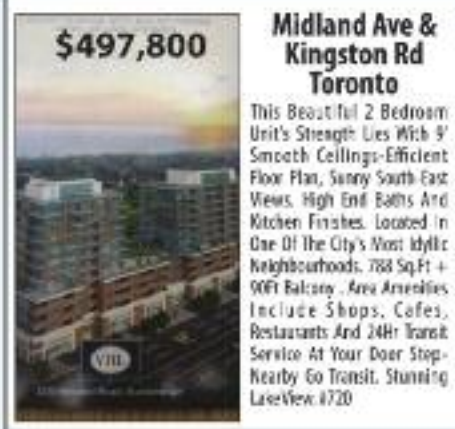 $497,800
Midland Ave &
Kingston Rd
Toronto
This Beautiful 2 Bedroom
Unit's Strength Lies With 9'
Smooth Ceilings-Efficient
Floor Plan, Sunny South East
Views. High End Baths And
Kitchen Finishes. Located In
One Of The City's Most Idyllic
Neighbourhoods. 788 Sq.Ft +
90Ft Balcony . Area Amenities
Include Shops, Cafes,
Restaurants And 24Hr Transit
Service At Your Door Step-
Nearby Go Transit. Stunning
Lake View. #720